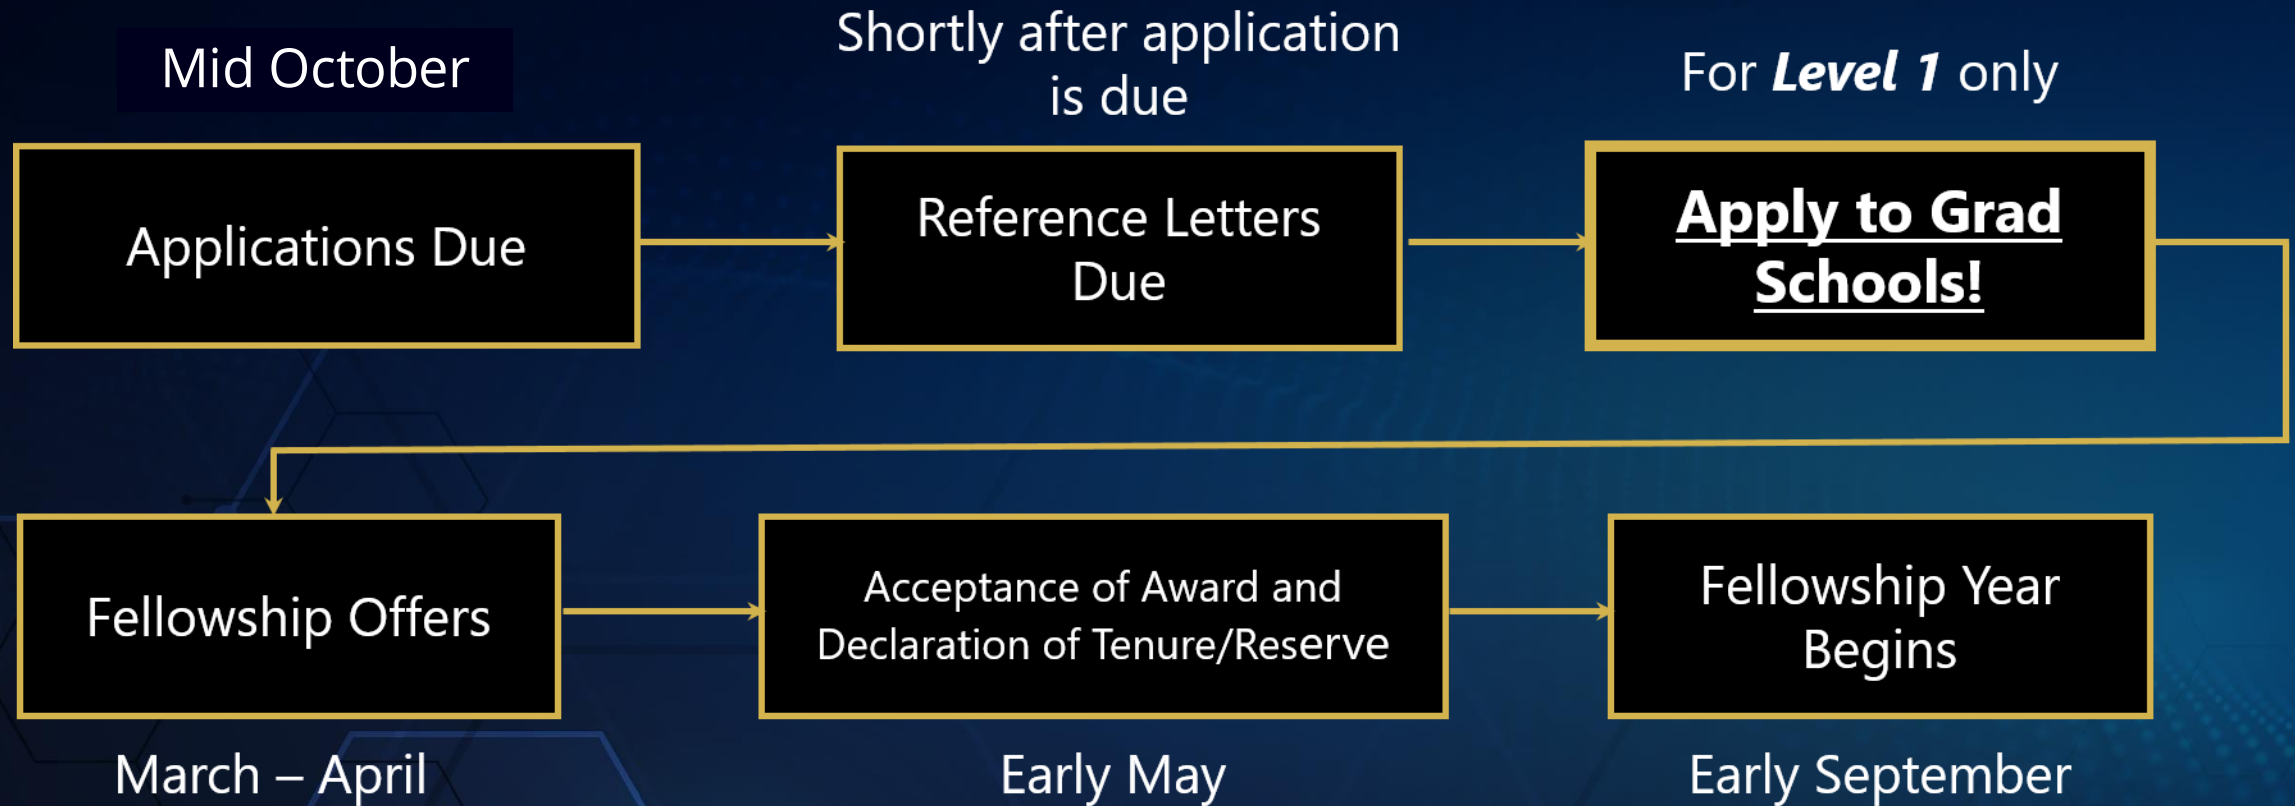 Mid October
Shortly after application
is due
For Level 1 only
Applications Due
Reference Letters
Due
Apply to Grad
Schools!
Fellowship Offers
Acceptance of Award and
Declaration of Tenure/Reserve
Fellowship Year
Begins
March – April
Early May
Early September